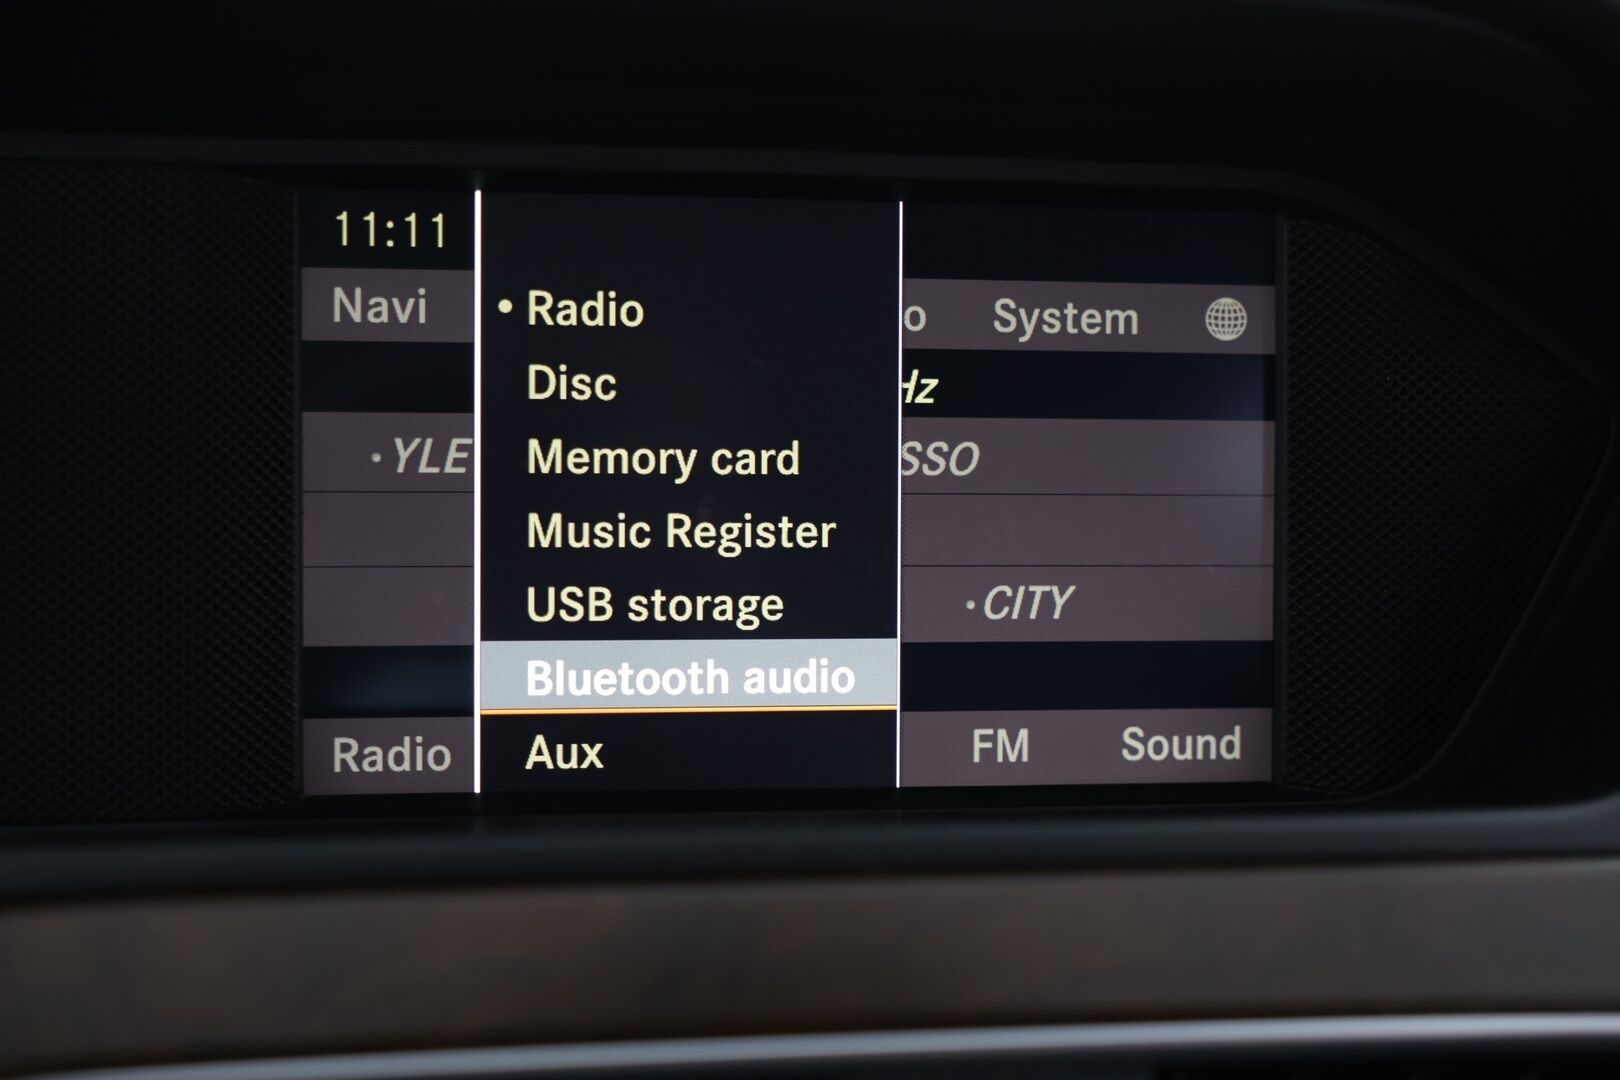 11:11
Navi
• Radio
System
Disc
Hz
Memory card
• YLE
SSO
Music Register
USB storage
• CITY
Bluetooth audio
Radio
Aux
FM
Sound